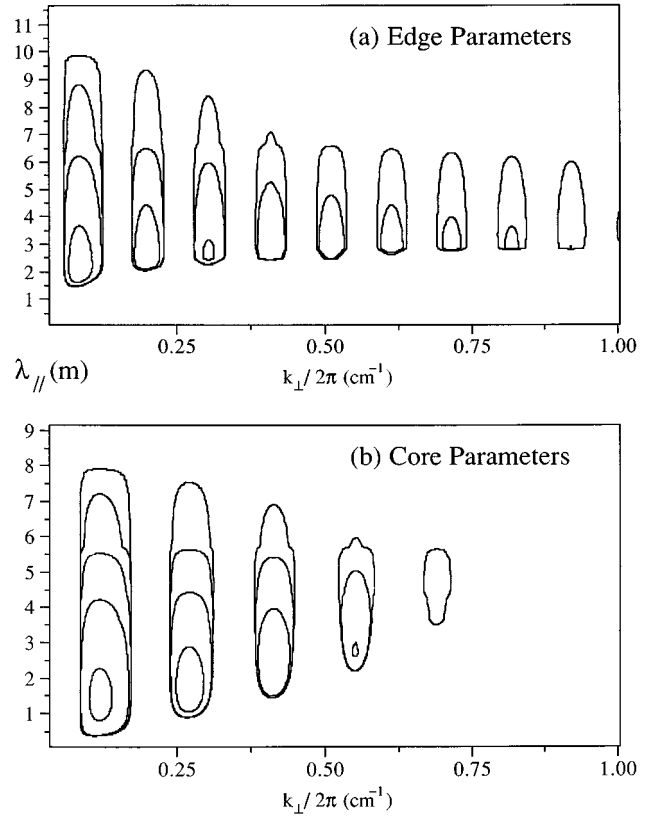 (a) Edge Parameters
11
10
9
8
7
6
5
4
3
2
1
0.25 0.50 0.75 1.00
λ// (m)
k⊥/ 2π (cm⁻¹)
(b) Core Parameters
9
8
7
6
5
4
3
2
1
0.25 0.50 0.75 1.00
k⊥/ 2π (cm⁻¹)